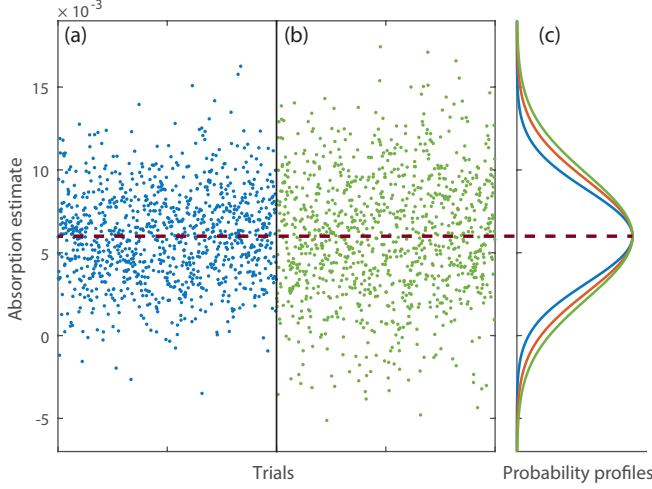 × 10⁻³
(a) (b) (c)
15
10
5
0
-5
Absorption estimate
Trials Probability profiles